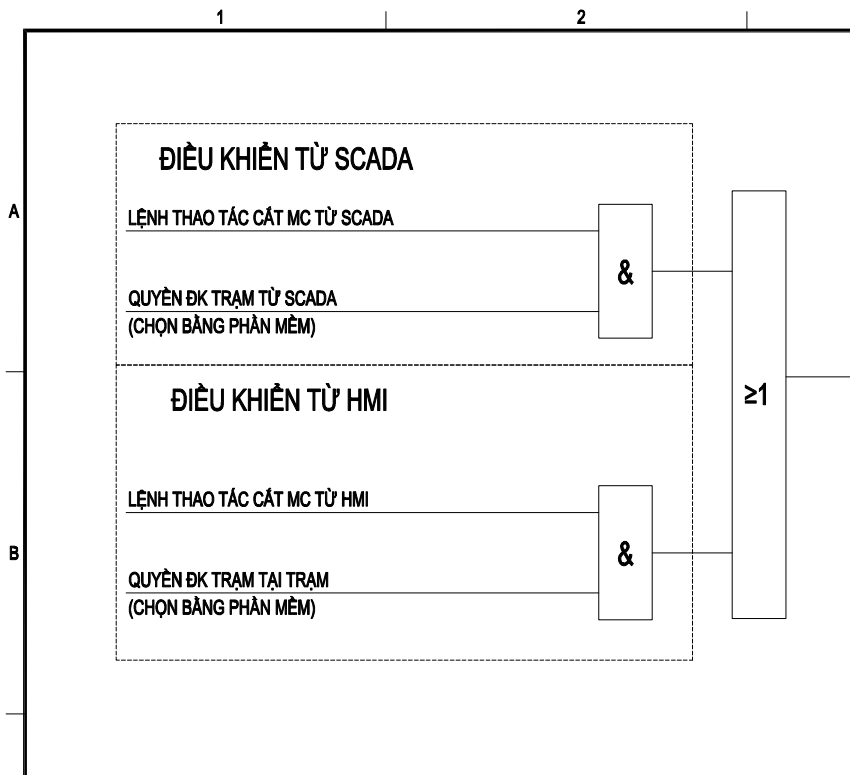 1 2
ĐIỀU KHIỂN TỪ SCADA
A
LỆNH THAO TÁC CẮT MC TỪ SCADA
&
QUYỀN ĐK TRẠM TỪ SCADA
(CHỌN BẰNG PHẦN MỀM)
ĐIỀU KHIỂN TỪ HMI
≥1
LỆNH THAO TÁC CẮT MC TỪ HMI
B
&
QUYỀN ĐK TRẠM TẠI TRẠM
(CHỌN BẰNG PHẦN MỀM)